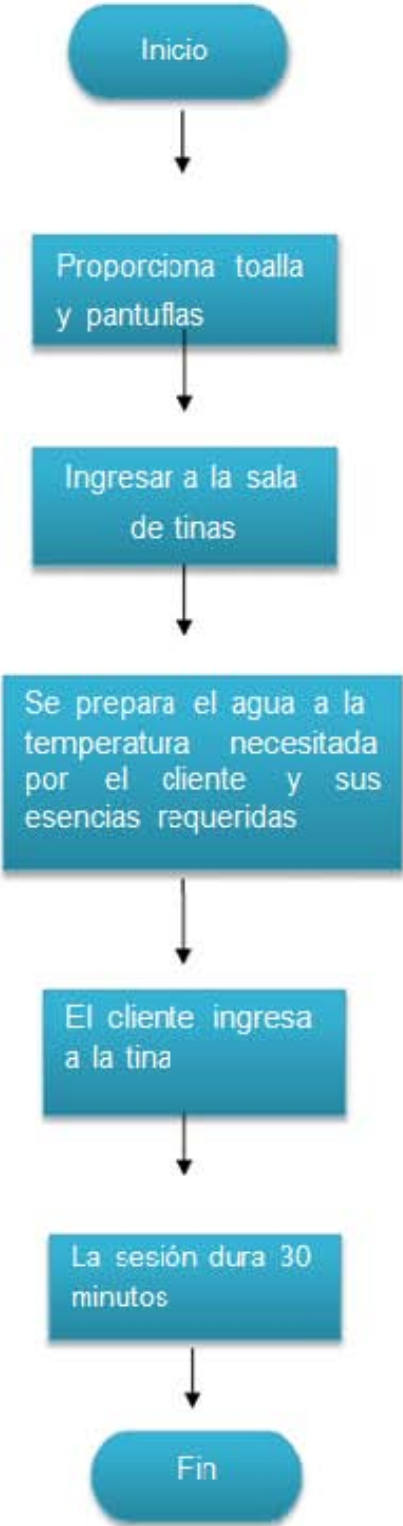 Inicio
Proporciona toalla
y pantuflas
Ingresar a la sala
de tinas
Se prepara el agua a la
temperatura necesitada
por el cliente y sus
esencias requeridas
El cliente ingresa
a la tina
La sesión dura 30
minutos
Fin